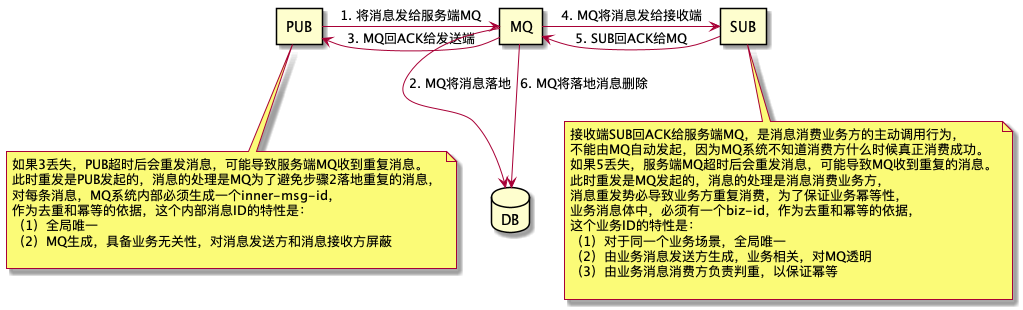 PUB
1. 将消息发给服务端MQ
MQ
4. MQ将消息发给接收端
SUB
3. MQ回ACK给发送端
5. SUB回ACK给MQ
2. MQ将消息落地
6. MQ将落地消息删除
如果3丢失，PUB超时后会重发消息，可能导致服务端MQ收到重复消息。
此时重发是PUB发起的，消息的处理是MQ为了避免步骤2落地重复的消息，
对每条消息，MQ系统内部必须生成一个inner-msg-id，
作为去重和幂等的依据，这个内部消息ID的特性是：
（1）全局唯一
（2）MQ生成，具备业务无关性，对消息发送方和消息接收方屏蔽
DB
接收端SUB回ACK给服务端MQ，是消息消费业务方的主动调用行为，
不能由MQ自动发起，因为MQ系统不知道消费方什么时候真正消费成功。
如果5丢失，服务端MQ超时后会重发消息，可能导致MQ收到重复的消息。
此时重发是MQ发起的，消息的处理是消息消费业务方，
消息重发势必导致业务方重复消费，为了保证业务幂等性，
业务消息体中，必须有一个biz-id，作为去重和幂等的依据，
这个业务ID的特性是：
（1）对于同一个业务场景，全局唯一
（2）由业务消息发送方生成，业务相关，对MQ透明
（3）由业务消息消费方负责判重，以保证幂等